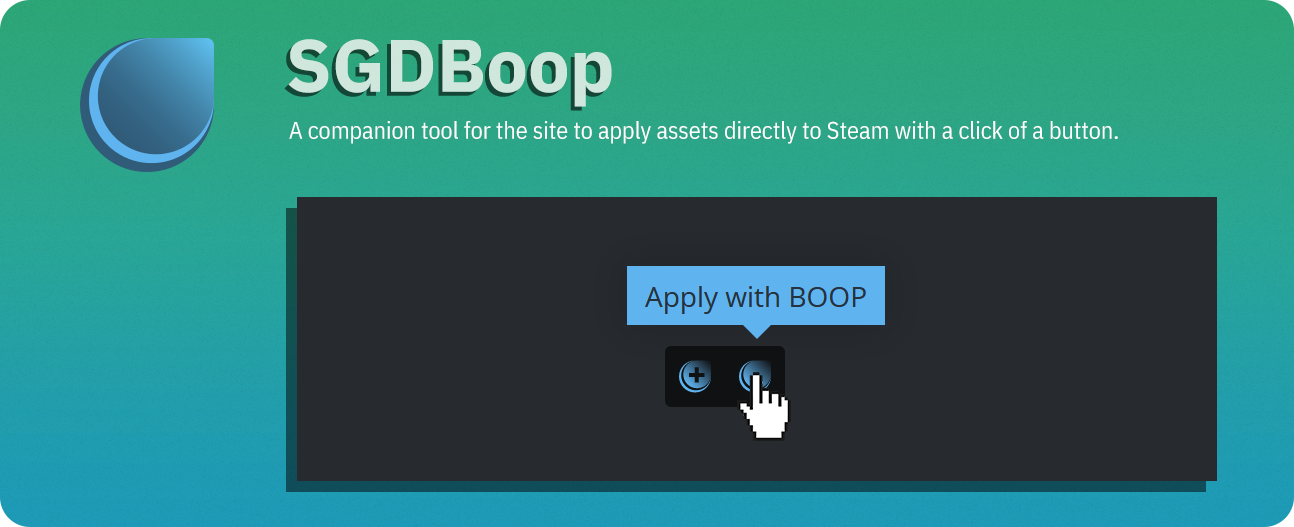 SGDBoop
A companion tool for the site to apply assets directly to Steam with a click of a button.
Apply with BOOP